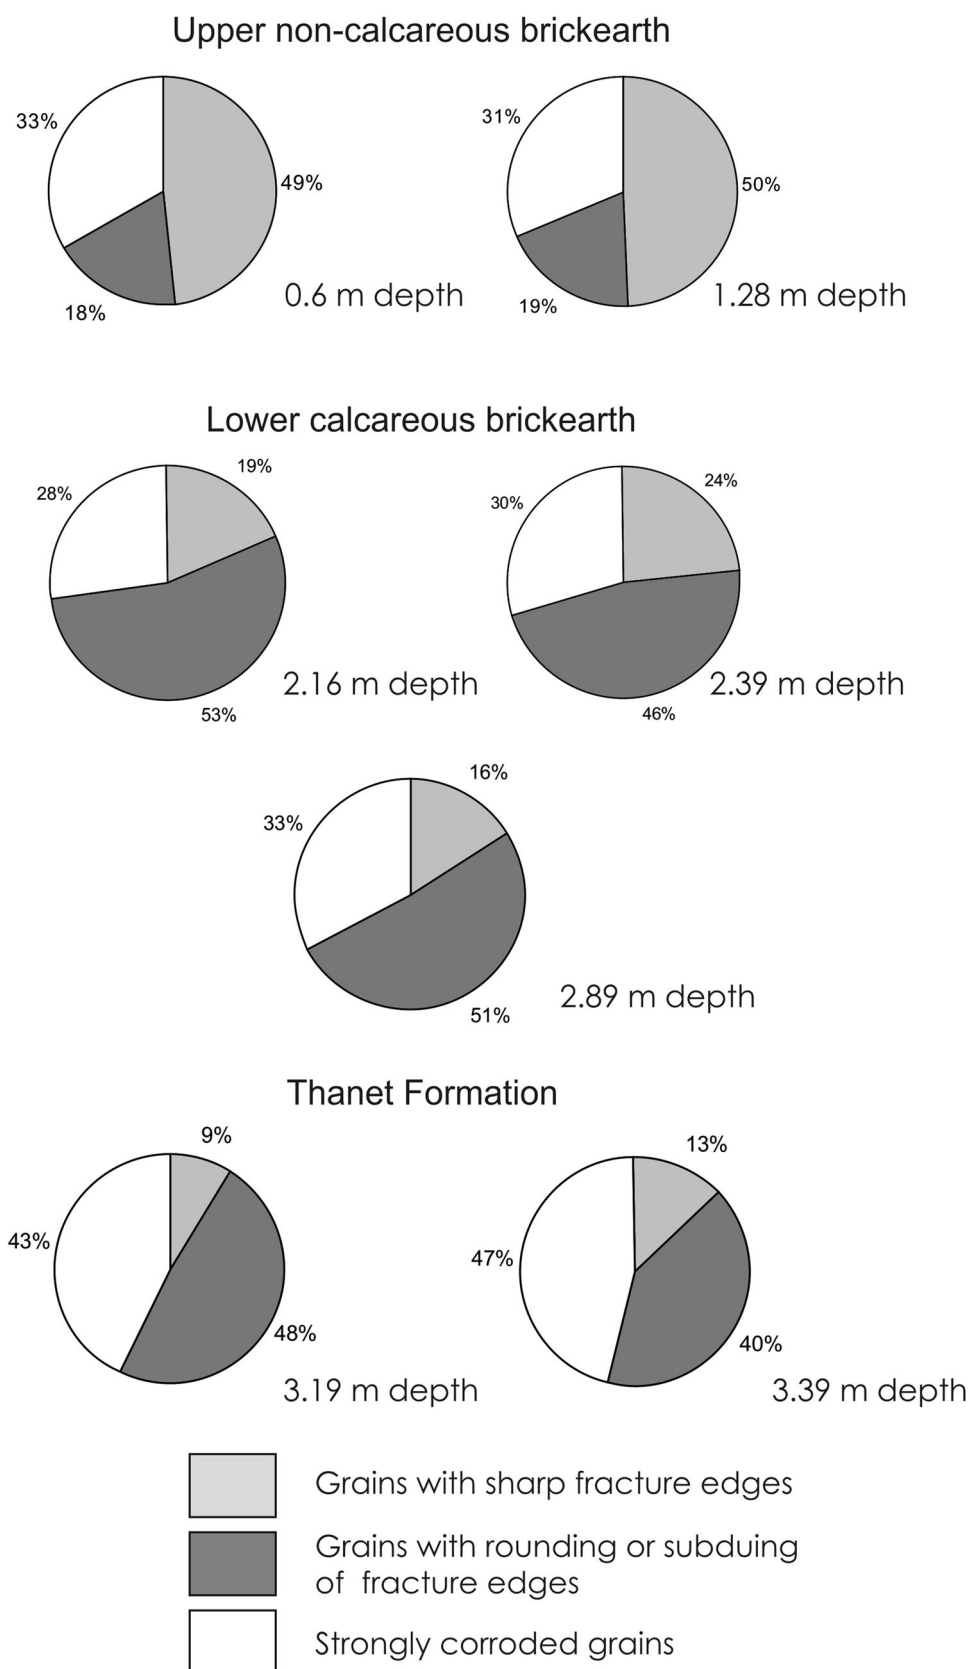 Upper non-calcareous brickearth
33%
49%
18%
0.6 m depth
31%
50%
19%
1.28 m depth
Lower calcareous brickearth
28%
19%
53%
2.16 m depth
30%
24%
46%
2.39 m depth
33%
16%
51%
2.89 m depth
Thanet Formation
43%
9%
48%
3.19 m depth
47%
13%
40%
3.39 m depth
Grains with sharp fracture edges
Grains with rounding or subduing
of fracture edges
Strongly corroded grains